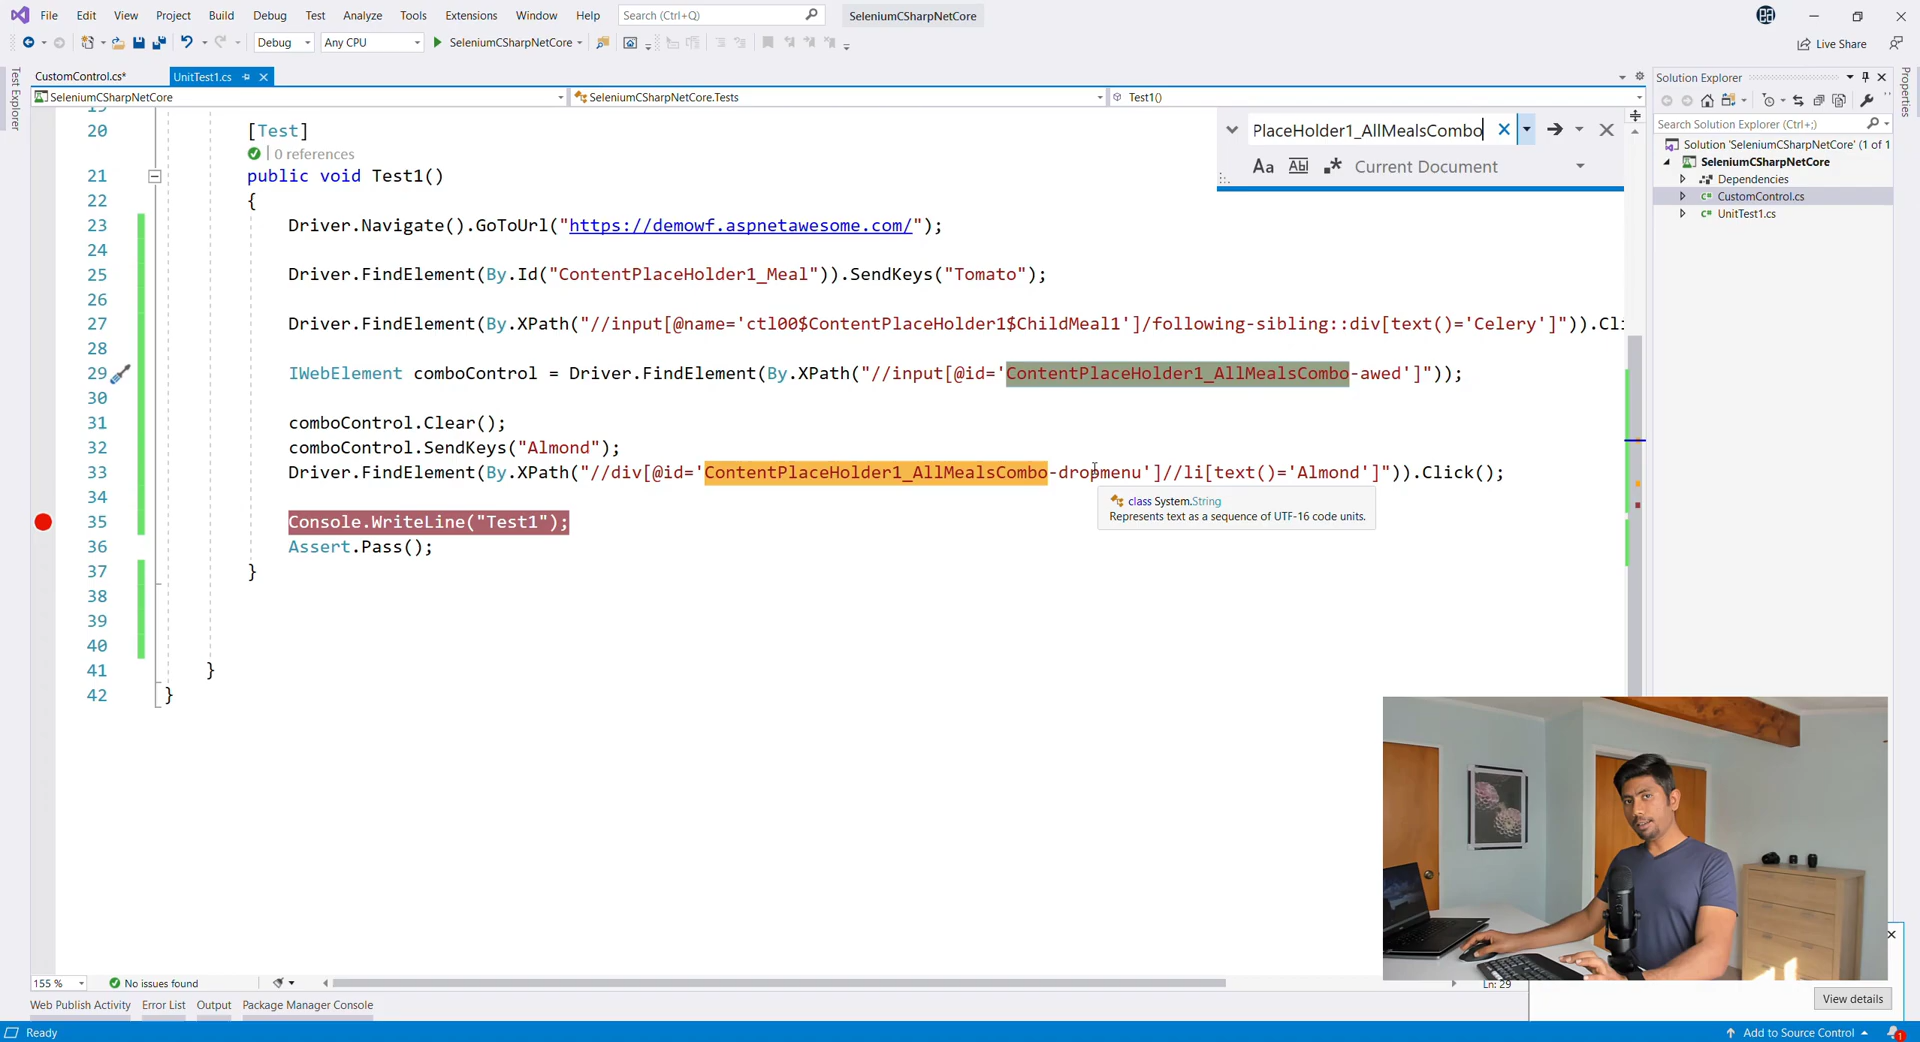 File Edit View Project Build Debug Test Analyze Tools Extensions Window Help Search (Ctrl+Q) SeleniumCSharpNetCore
Debug Any CPU SeleniumCSharpNetCore Live Share
Test Explorer
CustomControl.cs* UnitTest1.cs
SeleniumCSharpNetCore SeleniumCSharpNetCore.Tests Test1()
PlaceHolder1_AllMealsCombo
Aa Abl Current Document
19
20 [Test]
0 references
21 public void Test1()
22 {
23 Driver.Navigate().GoToUrl("https://demowf.aspnetawesome.com/");
24
25 Driver.FindElement(By.Id("ContentPlaceHolder1_Meal")).SendKeys("Tomato");
26
27 Driver.FindElement(By.XPath("//input[@name='ctl00$ContentPlaceHolder1$ChildMeal1']/following-sibling::div[text()='Celery']")).Cli
28
29 IWebElement comboControl = Driver.FindElement(By.XPath("//input[@id='ContentPlaceHolder1_AllMealsCombo-awed']"));
30
31 comboControl.Clear();
32 comboControl.SendKeys("Almond");
33 Driver.FindElement(By.XPath("//div[@id='ContentPlaceHolder1_AllMealsCombo-dropmenu']//li[text()='Almond']")).Click();
34
class System.String
Represents text as a sequence of UTF-16 code units.
35 Console.WriteLine("Test1");
36 Assert.Pass();
37 }
38
39
40
41 }
42 }
Solution Explorer
Search Solution Explorer (Ctrl+;)
Solution 'SeleniumCSharpNetCore' (1 of 1
SeleniumCSharpNetCore
Dependencies
CustomControl.cs
UnitTest1.cs
Properties
155 % No issues found Ln: 29
Web Publish Activity Error List Output Package Manager Console
View details
Ready Add to Source Control 1